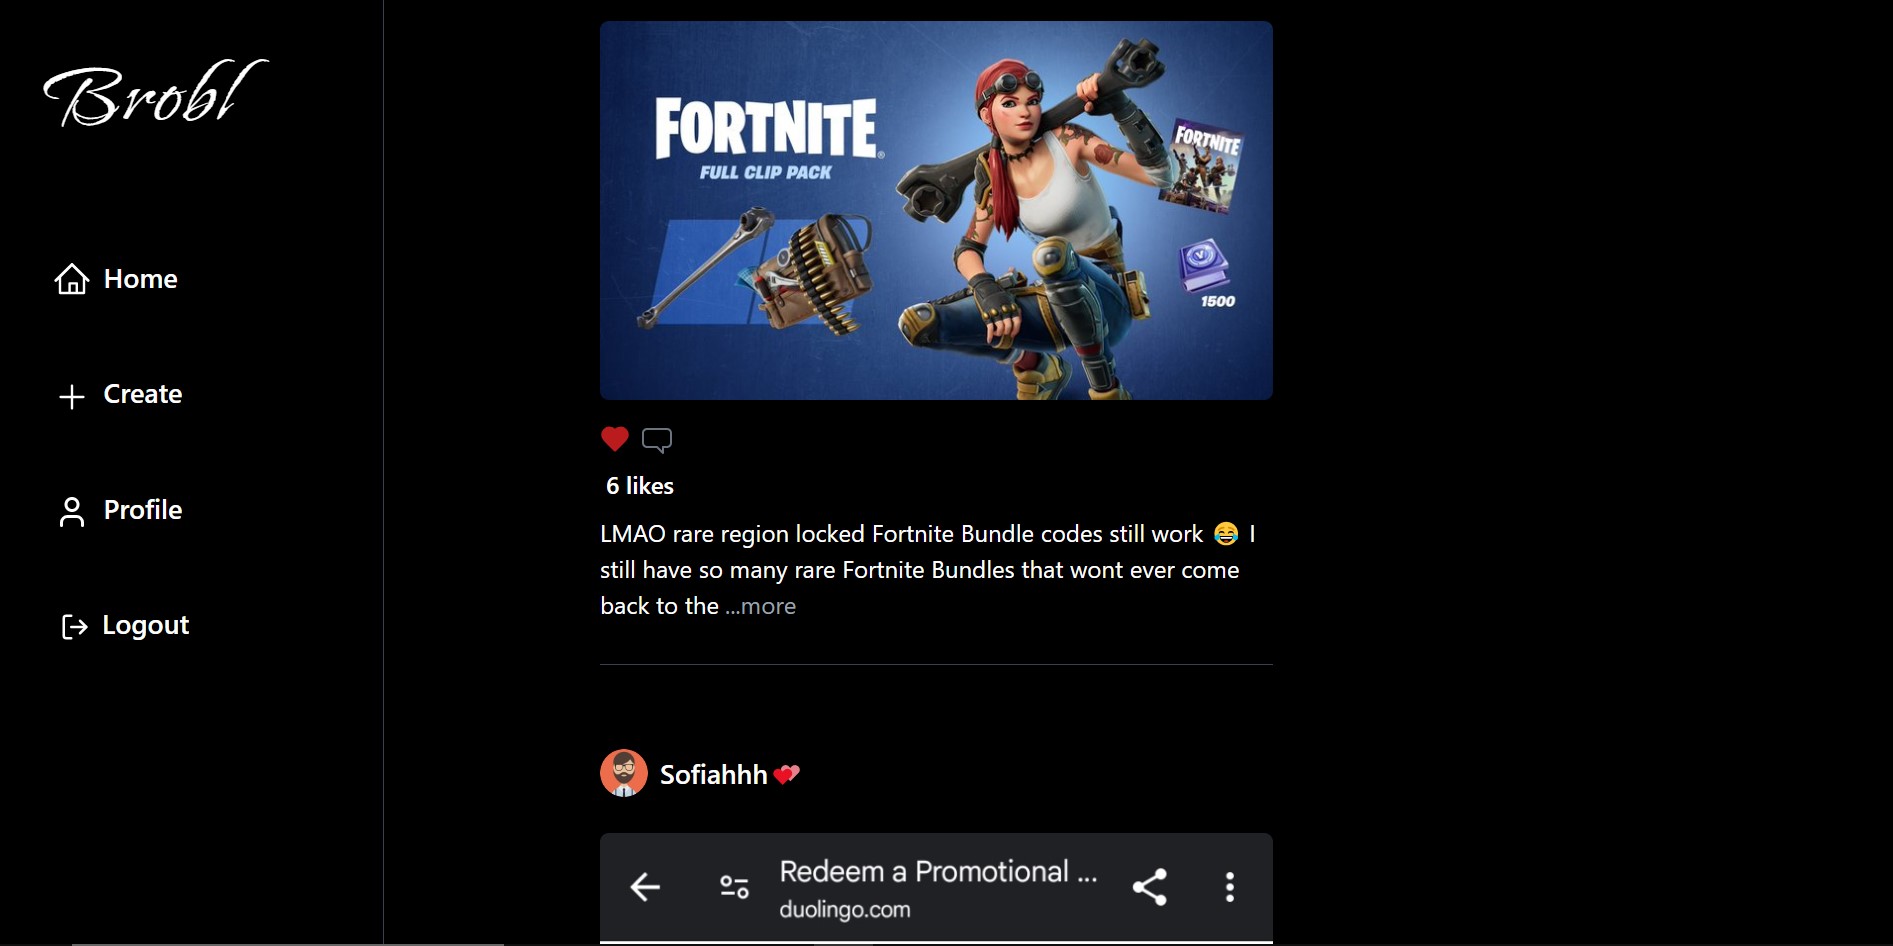 Brobl
Home
Create
Profile
Logout
FORTNITE®
FULL CLIP PACK
FORTNITE
V
1500
6 likes
LMAO rare region locked Fortnite Bundle codes still work 😂 I
still have so many rare Fortnite Bundles that wont ever come
back to the ...more
Sofiahhh💕
Redeem a Promotional ...
duolingo.com